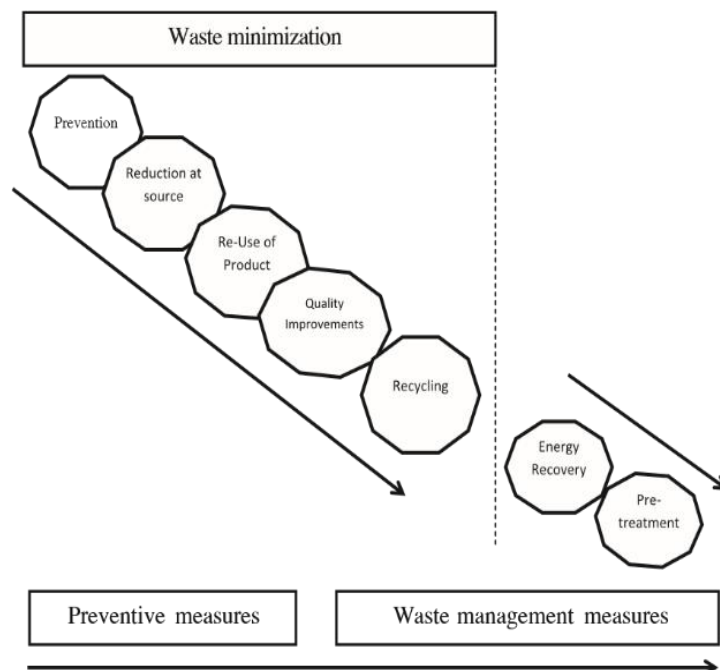 Waste minimization
Prevention
Reduction at
source
Re-Use of
Product
Quality
Improvements
Recycling
Energy
Recovery
Pre-
treatment
Preventive measures
Waste management measures